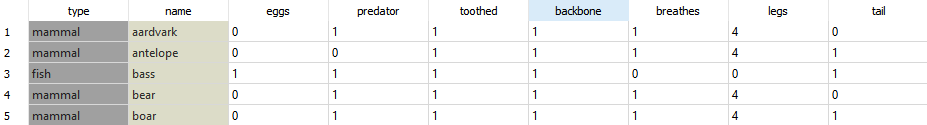 type name eggs predator toothed backbone breathes legs tail
1 mammal aardvark 0 1 1 1 1 4 0
2 mammal antelope 0 0 1 1 1 4 1
3 fish bass 1 1 1 1 0 0 1
4 mammal bear 0 1 1 1 1 4 0
5 mammal boar 0 1 1 1 1 4 1